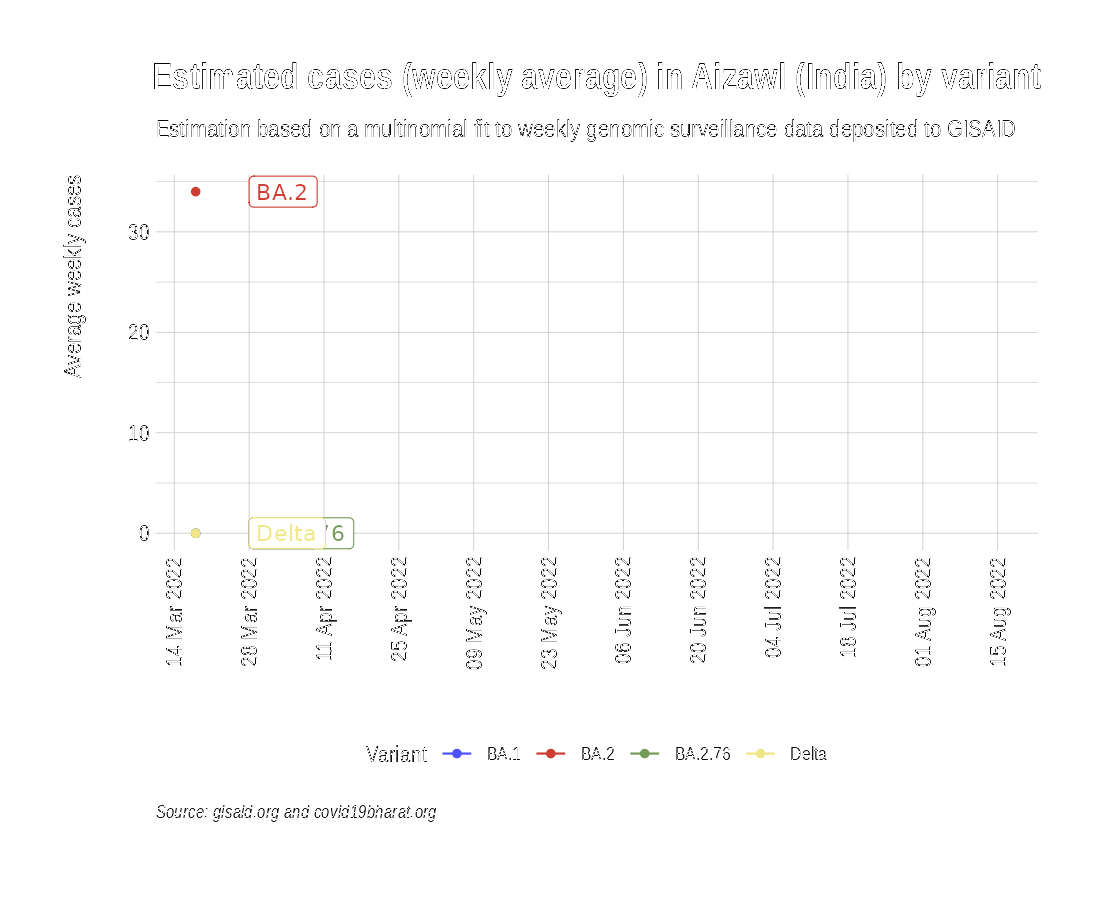 Estimated cases (weekly average) in Aizawl (India) by variant
Estimation based on a multinomial fit to weekly genomic surveillance data deposited to GISAID
Average weekly cases
BA.2
30
20
10
0
Delta
76
14 Mar 2022
28 Mar 2022
11 Apr 2022
25 Apr 2022
09 May 2022
23 May 2022
06 Jun 2022
20 Jun 2022
04 Jul 2022
18 Jul 2022
01 Aug 2022
15 Aug 2022
Variant BA.1 BA.2 BA.2.76 Delta
Source: gisaid.org and covid19bharat.org